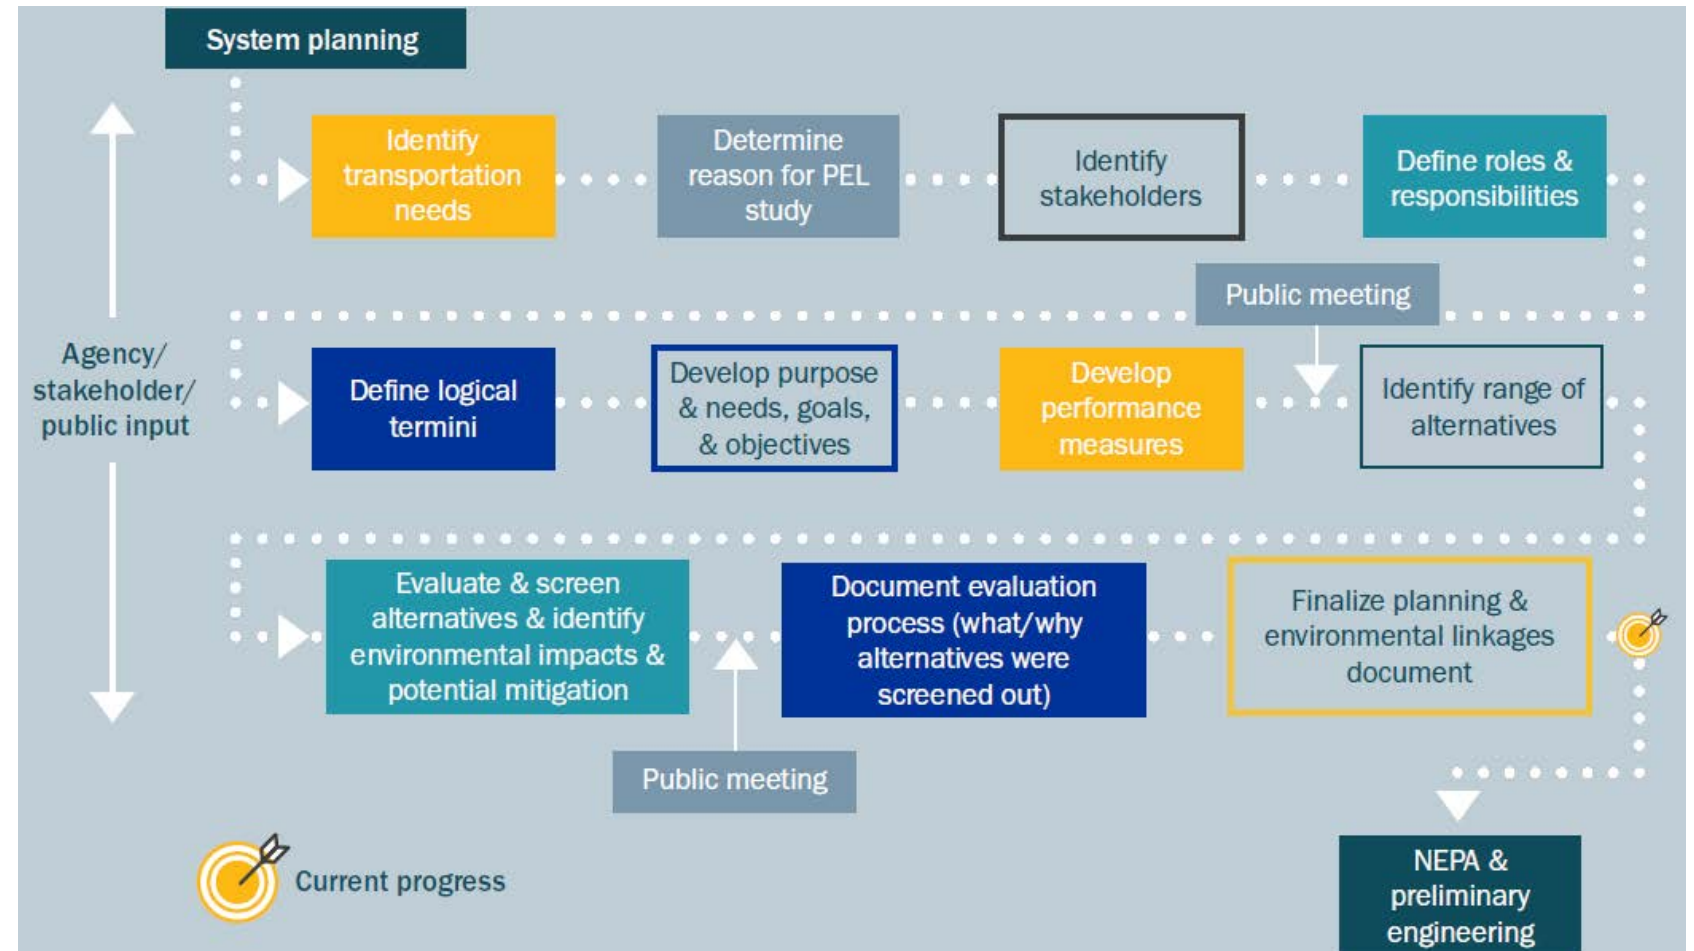 System planning
Identify
transportation
needs
Determine
reason for PEL
study
Identify
stakeholders
Define roles &
responsibilities
Public meeting
Agency/
stakeholder/
public input
Define logical
termini
Develop purpose
& needs, goals,
& objectives
Develop
performance
measures
Identify range of
alternatives
Evaluate & screen
alternatives & identify
environmental impacts &
potential mitigation
Document evaluation
process (what/why
alternatives were
screened out)
Finalize planning &
environmental linkages
document
Public meeting
Current progress
NEPA &
preliminary
engineering